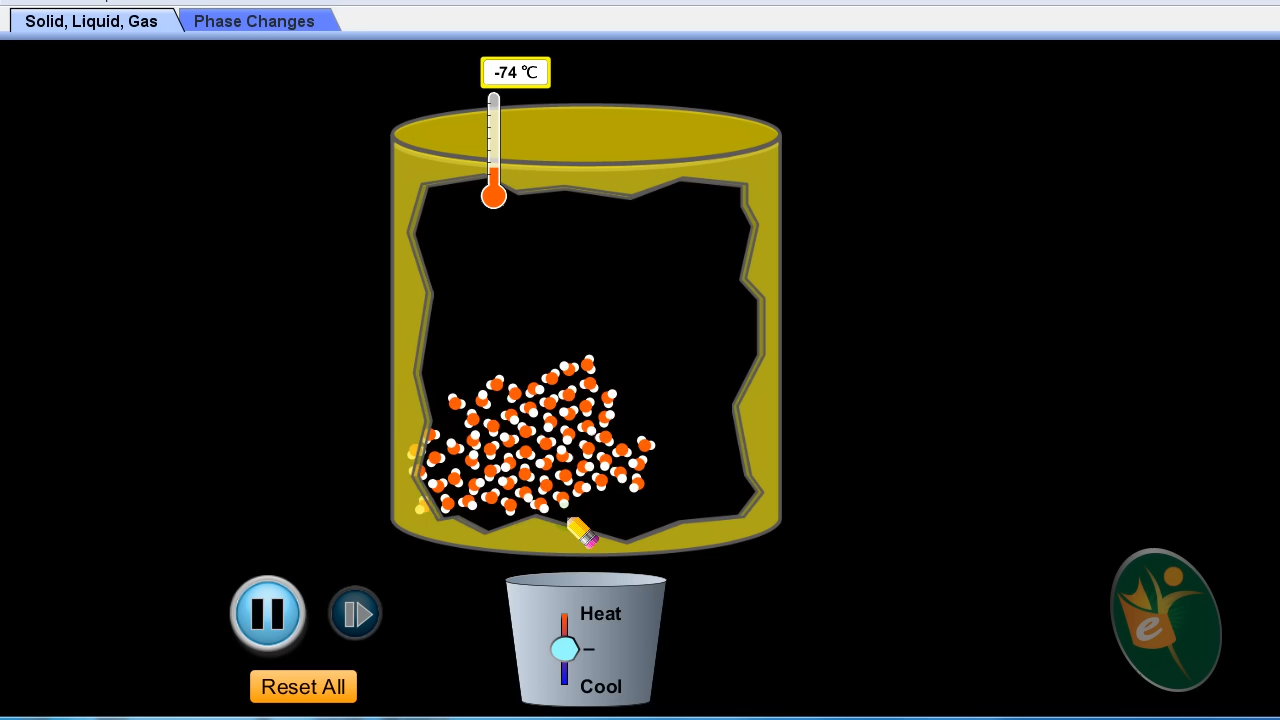 Solid, Liquid, Gas
Phase Changes
-74 ℃
Heat
Cool
Reset All
e